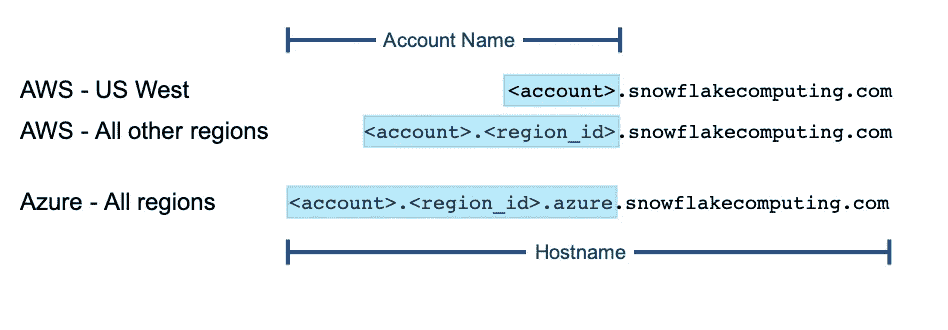 Account Name
AWS - US West <account>.snowflakecomputing.com
AWS - All other regions <account>.<region_id>.snowflakecomputing.com
Azure - All regions <account>.<region_id>.azure.snowflakecomputing.com
Hostname